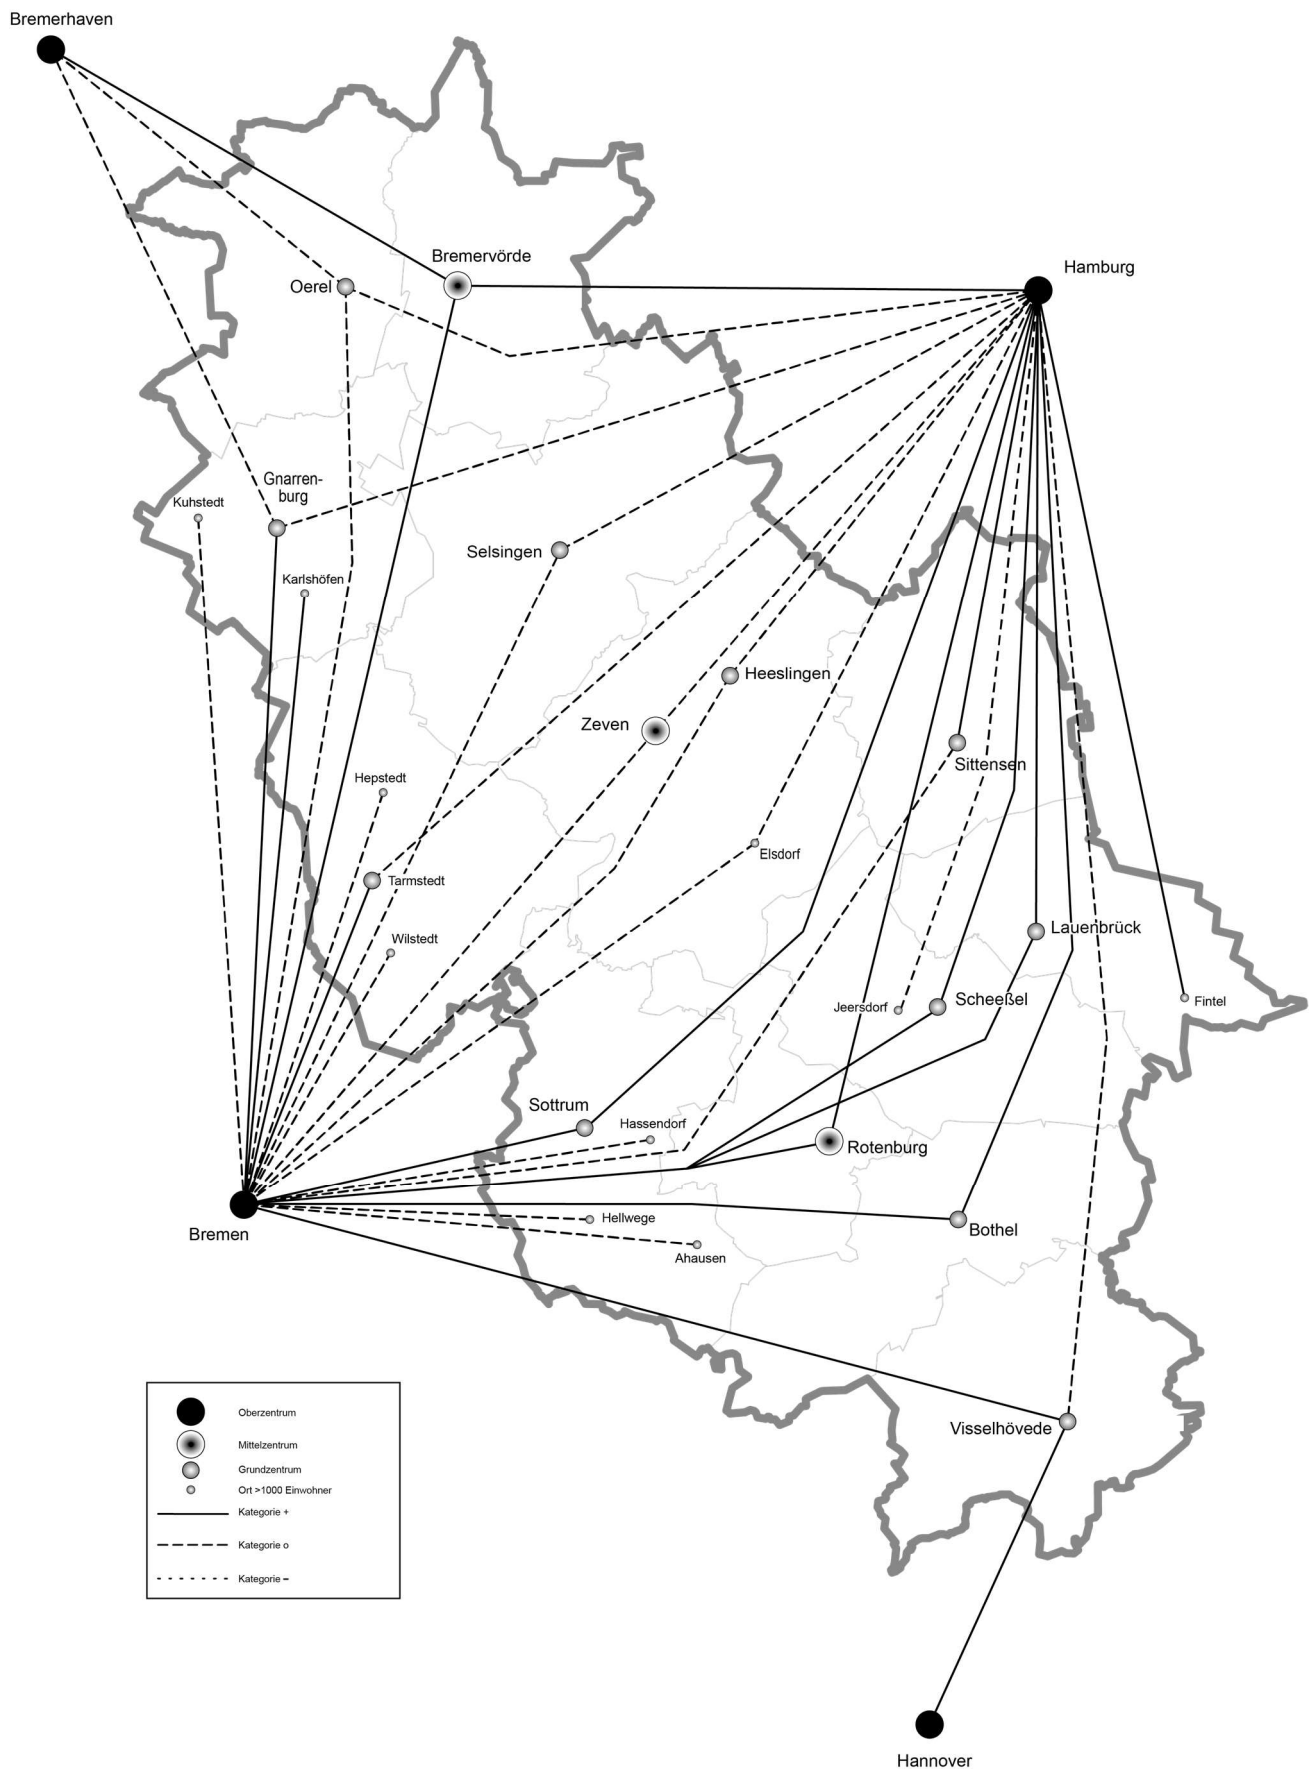 Bremerhaven
Bremervörde
Hamburg
Oerel
Gnarren-
burg
Kuhstedt
Selsingen
Karlshöfen
Heeslingen
Zeven
Sittensen
Hepstedt
Elsdorf
Tarmstedt
Lauenbrück
Wilstedt
Scheeßel
Fintel
Jeersdorf
Sottrum
Hassendorf
Rotenburg
Hellwege
Bothel
Bremen
Ahausen
Visselhövede
Oberzentrum
Mittelzentrum
Grundzentrum
Ort >1000 Einwohner
Kategorie +
Kategorie o
Kategorie –
Hannover